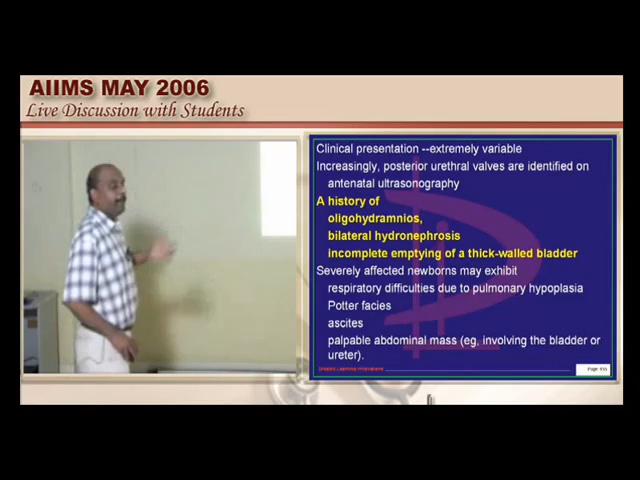 AIIMS MAY 2006
Live Discussion with Students
Clinical presentation --extremely variable
Increasingly, posterior urethral valves are identified on
antenatal ultrasonography
A history of
oligohydramnios,
bilateral hydronephrosis
incomplete emptying of a thick-walled bladder
Severely affected newborns may exhibit
respiratory difficulties due to pulmonary hypoplasia
Potter facies
ascites
palpable abdominal mass (eg, involving the bladder or
ureter).
Page